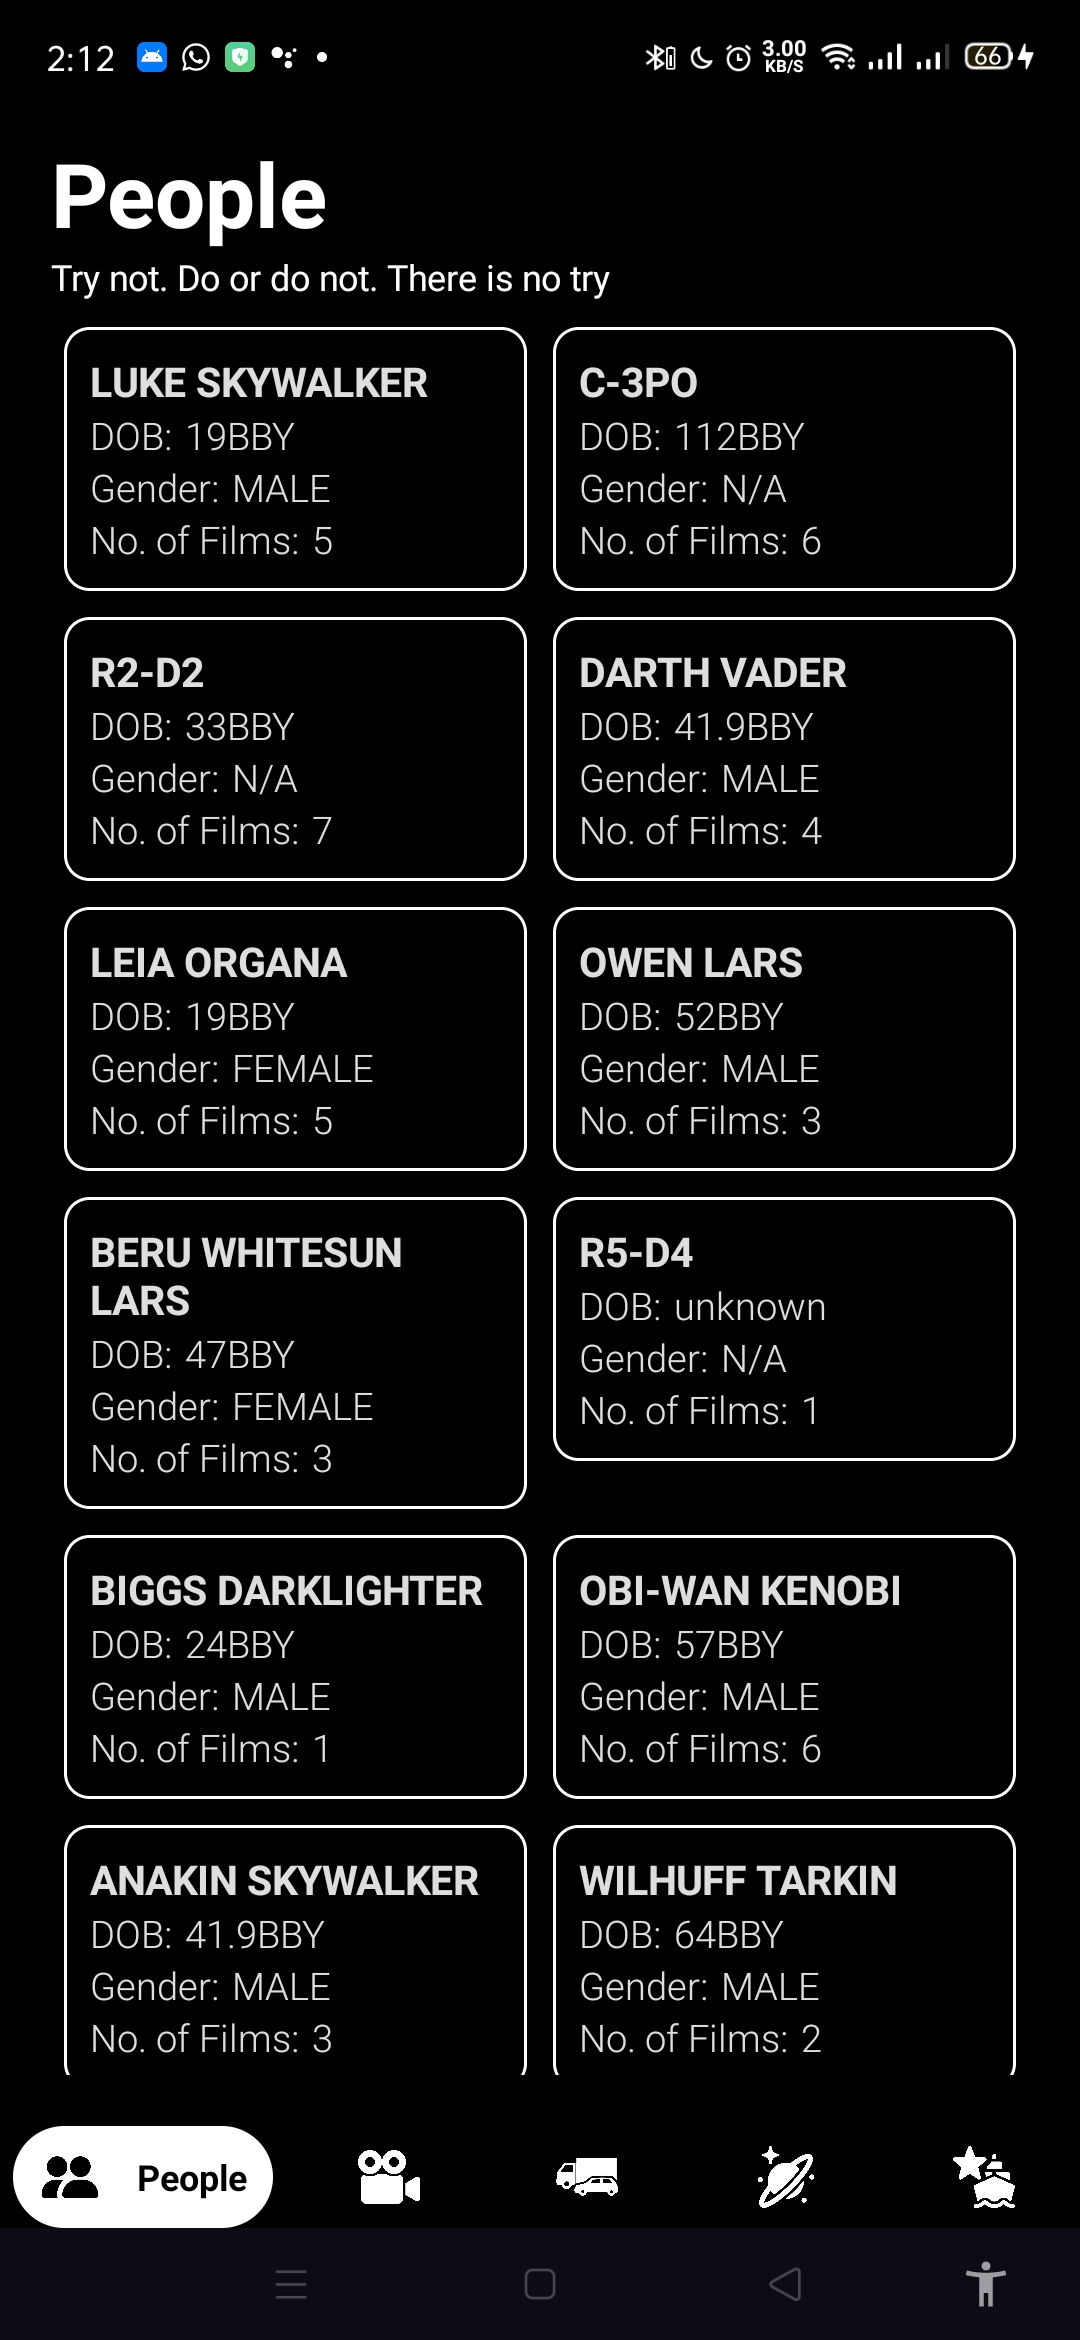 2:12
3.00
KB/S
66
People
Try not. Do or do not. There is no try
LUKE SKYWALKER
DOB: 19BBY
Gender: MALE
No. of Films: 5
C-3PO
DOB: 112BBY
Gender: N/A
No. of Films: 6
R2-D2
DOB: 33BBY
Gender: N/A
No. of Films: 7
DARTH VADER
DOB: 41.9BBY
Gender: MALE
No. of Films: 4
LEIA ORGANA
DOB: 19BBY
Gender: FEMALE
No. of Films: 5
OWEN LARS
DOB: 52BBY
Gender: MALE
No. of Films: 3
BERU WHITESUN
LARS
DOB: 47BBY
Gender: FEMALE
No. of Films: 3
R5-D4
DOB: unknown
Gender: N/A
No. of Films: 1
BIGGS DARKLIGHTER
DOB: 24BBY
Gender: MALE
No. of Films: 1
OBI-WAN KENOBI
DOB: 57BBY
Gender: MALE
No. of Films: 6
ANAKIN SKYWALKER
DOB: 41.9BBY
Gender: MALE
No. of Films: 3
WILHUFF TARKIN
DOB: 64BBY
Gender: MALE
No. of Films: 2
People